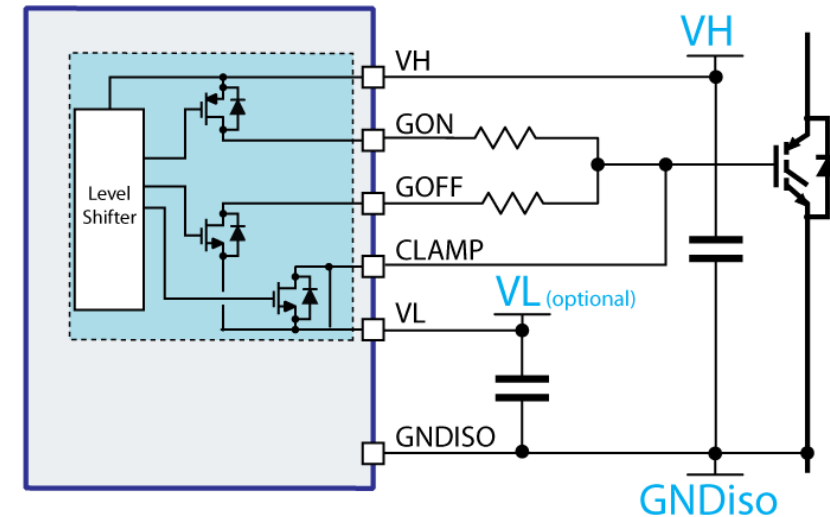 VH
VH
GON
Level
Shifter
GOFF
CLAMP
VL (optional)
VL
GNDISO
GNDiso